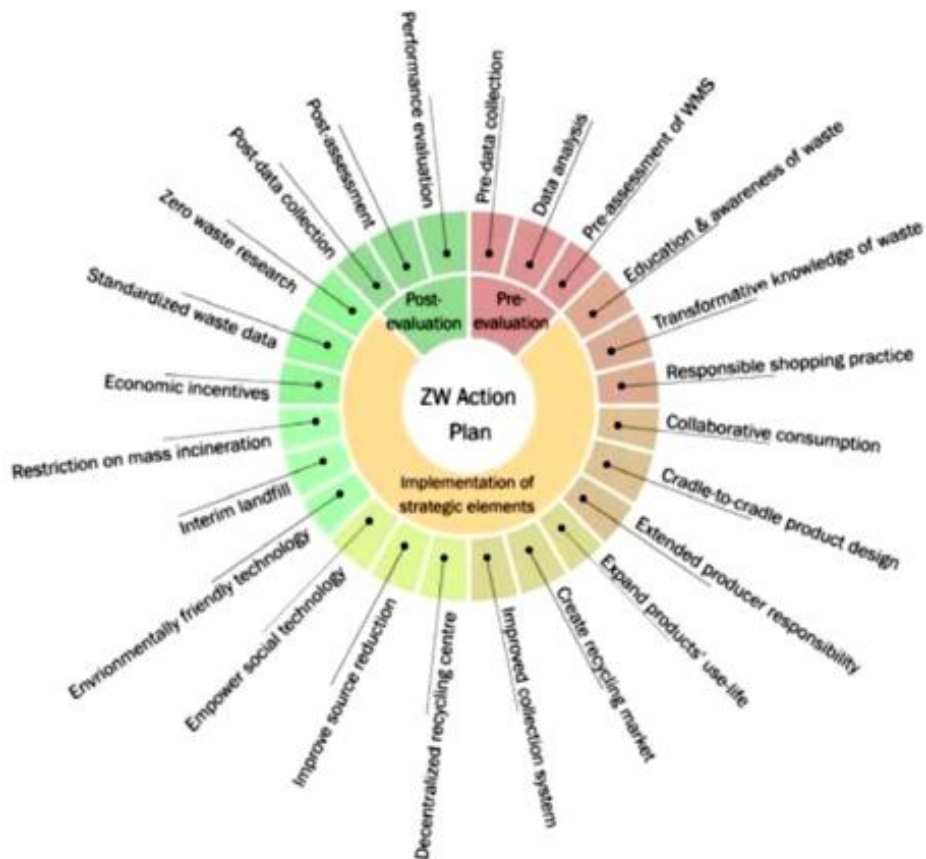 Pre-data collection
Data analysis
Pre-assessment of WMS
Education & awareness of waste
Transformative knowledge of waste
Responsible shopping practice
Collaborative consumption
Cradle-to-cradle product design
Extended producer responsibility
Expand products' use-life
Create recycling market
Improved collection system
Decentralized recycling centre
Improve source reduction
Empower social technology
Envrionmentally friendly technology
Interim landfill
Restriction on mass incineration
Economic incentives
Standardized waste data
Zero waste research
Post-data collection
Post-assessment
Performance evaluation
Post-
evaluation
Pre-
evaluation
ZW Action
Plan
Implementation of
strategic elements